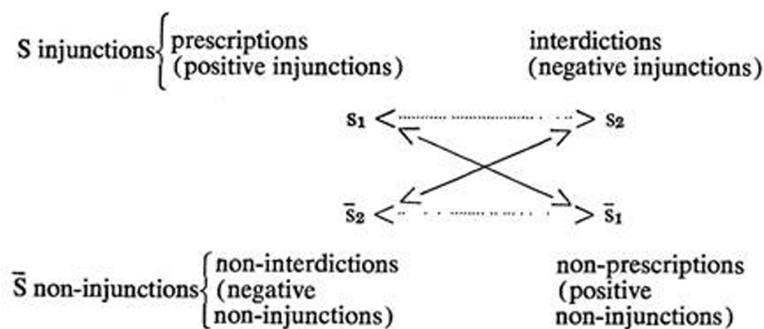 S injunctions { prescriptions (positive injunctions)
interdictions (negative injunctions)
s1 s2
s̄2 s̄1
S̄ non-injunctions { non-interdictions (negative non-injunctions)
non-prescriptions (positive non-injunctions)